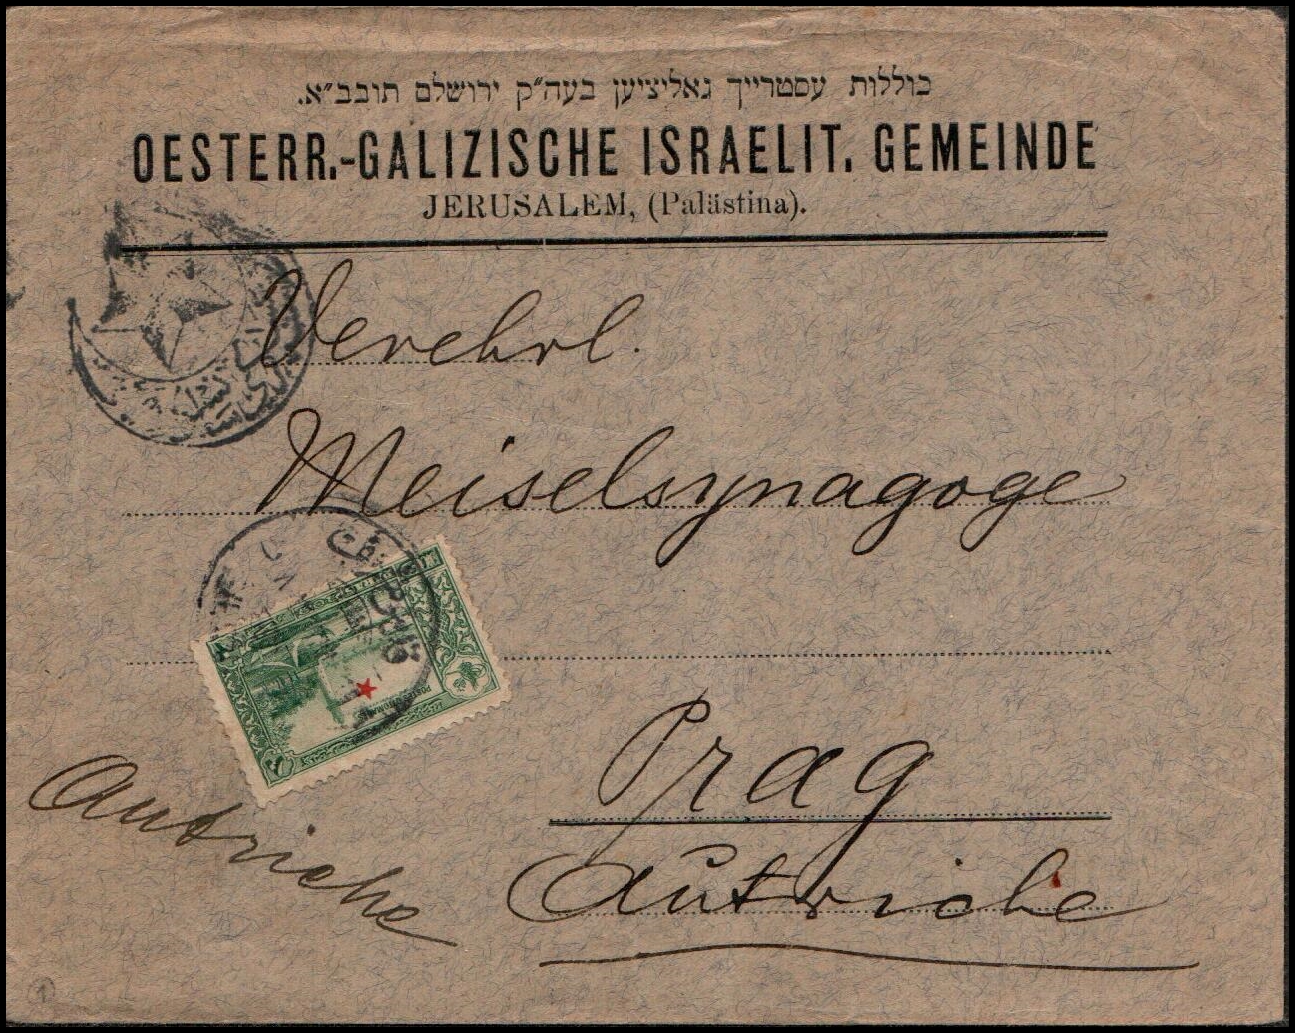 כוללות עסטרייך גאליציען בעה"ק ירושלם תובב"א.
OESTERR.-GALIZISCHE ISRAELIT. GEMEINDE
JERUSALEM, (Palästina).
Verehrl.
Meiselsynagoge
Prag
Autriche
Autriche